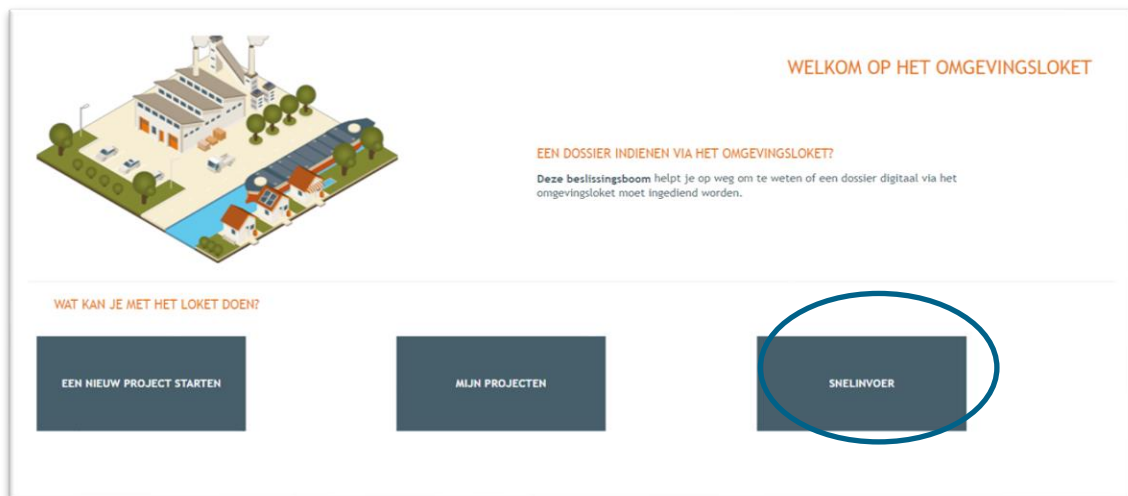 WELKOM OP HET OMGEVINGSLOKET
EEN DOSSIER INDIENEN VIA HET OMGEVINGSLOKET?
Deze beslissingsboom helpt je op weg om te weten of een dossier digitaal via het
omgevingsloket moet ingediend worden.
WAT KAN JE MET HET LOKET DOEN?
EEN NIEUW PROJECT STARTEN
MIJN PROJECTEN
SNELINVOER